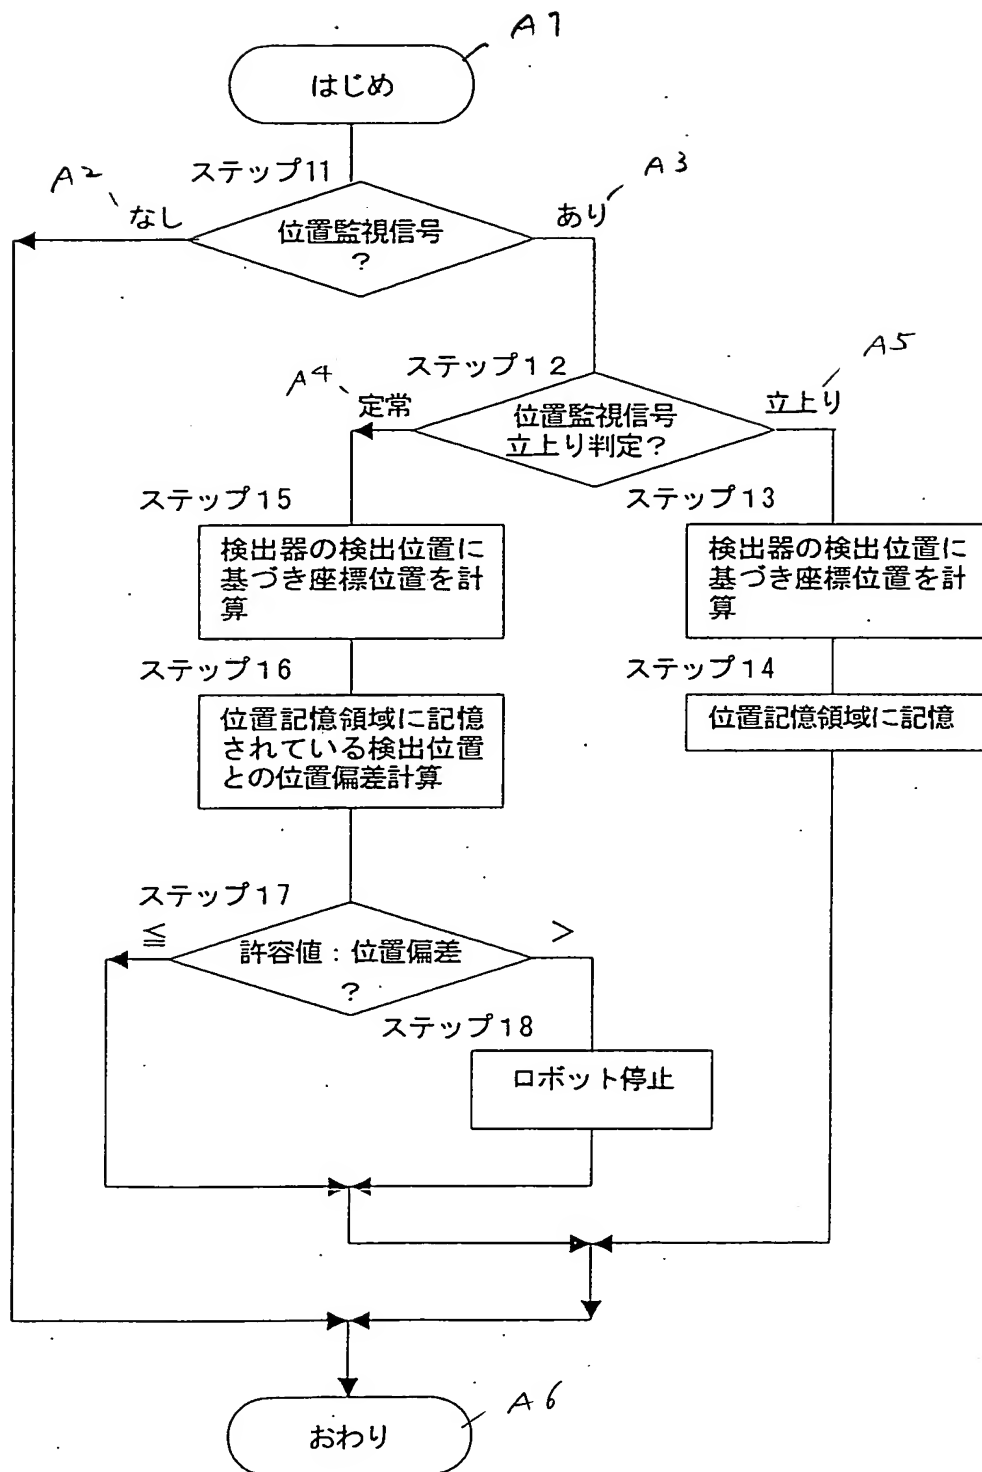 A1
はじめ
ステップ11
A2
なし
A3
あり
位置監視信号
?
ステップ12
A4
定常
A5
立上り
位置監視信号
立上り判定?
ステップ15
検出器の検出位置に
基づき座標位置を計
算
ステップ13
検出器の検出位置に
基づき座標位置を計
算
ステップ16
位置記憶領域に記憶
されている検出位置
との位置偏差計算
ステップ14
位置記憶領域に記憶
ステップ17
≦
許容値:位置偏差
?
>
ステップ18
ロボット停止
A6
おわり